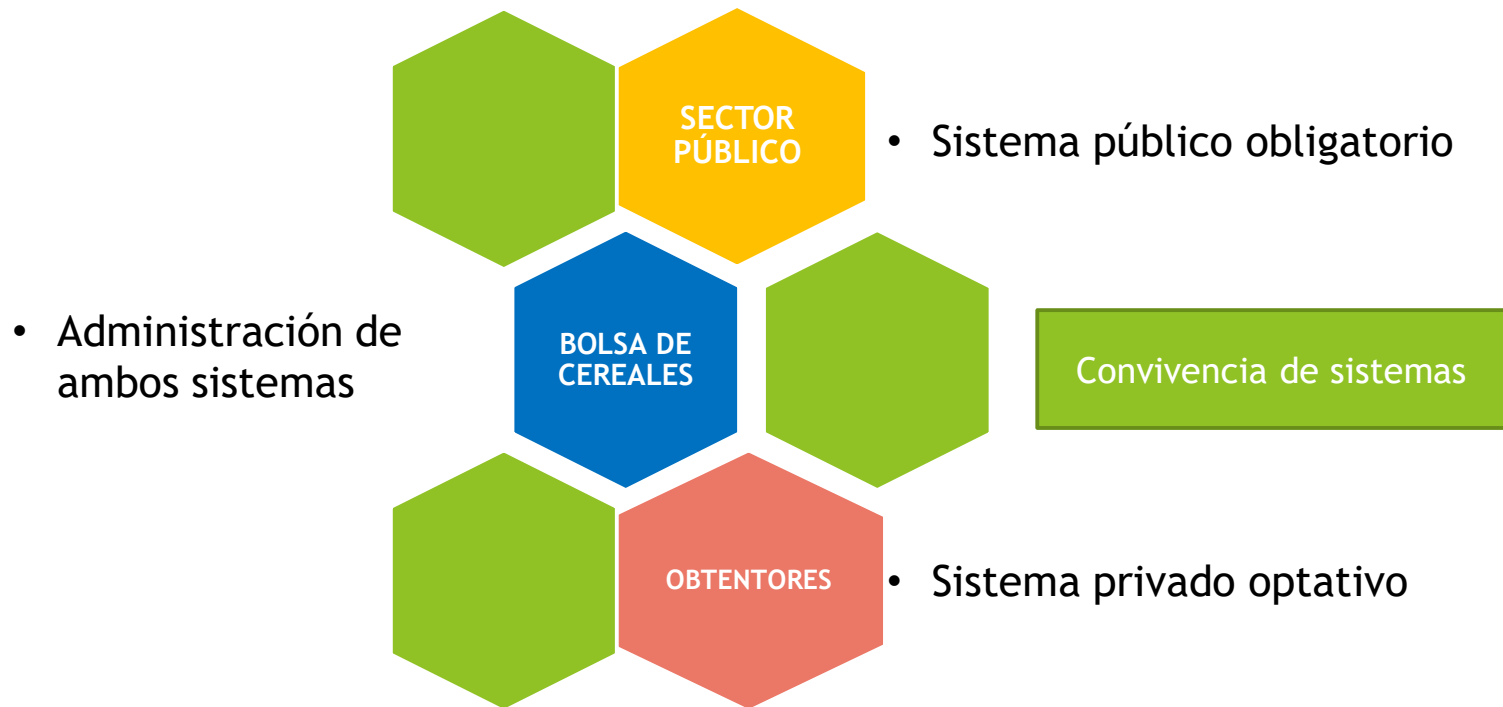 SECTOR
PÚBLICO
• Sistema público obligatorio
• Administración de
ambos sistemas
BOLSA DE
CEREALES
Convivencia de sistemas
OBTENTORES
• Sistema privado optativo